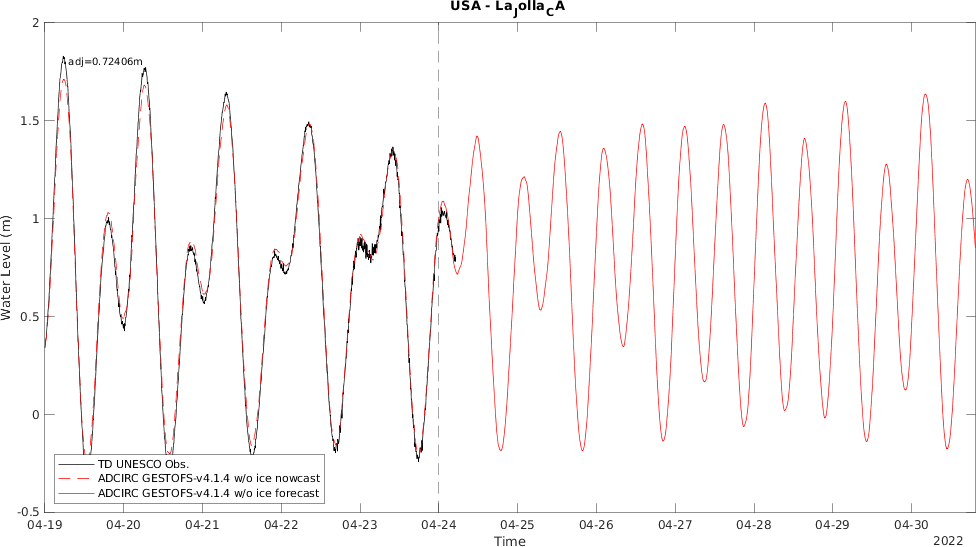 USA - LaJollaCA
adj=0.72406m
2
1.5
1
0.5
0
-0.5
Water Level (m)
TD UNESCO Obs.
ADCIRC GESTOFS-v4.1.4 w/o ice nowcast
ADCIRC GESTOFS-v4.1.4 w/o ice forecast
04-19 04-20 04-21 04-22 04-23 04-24 04-25 04-26 04-27 04-28 04-29 04-30
Time
2022